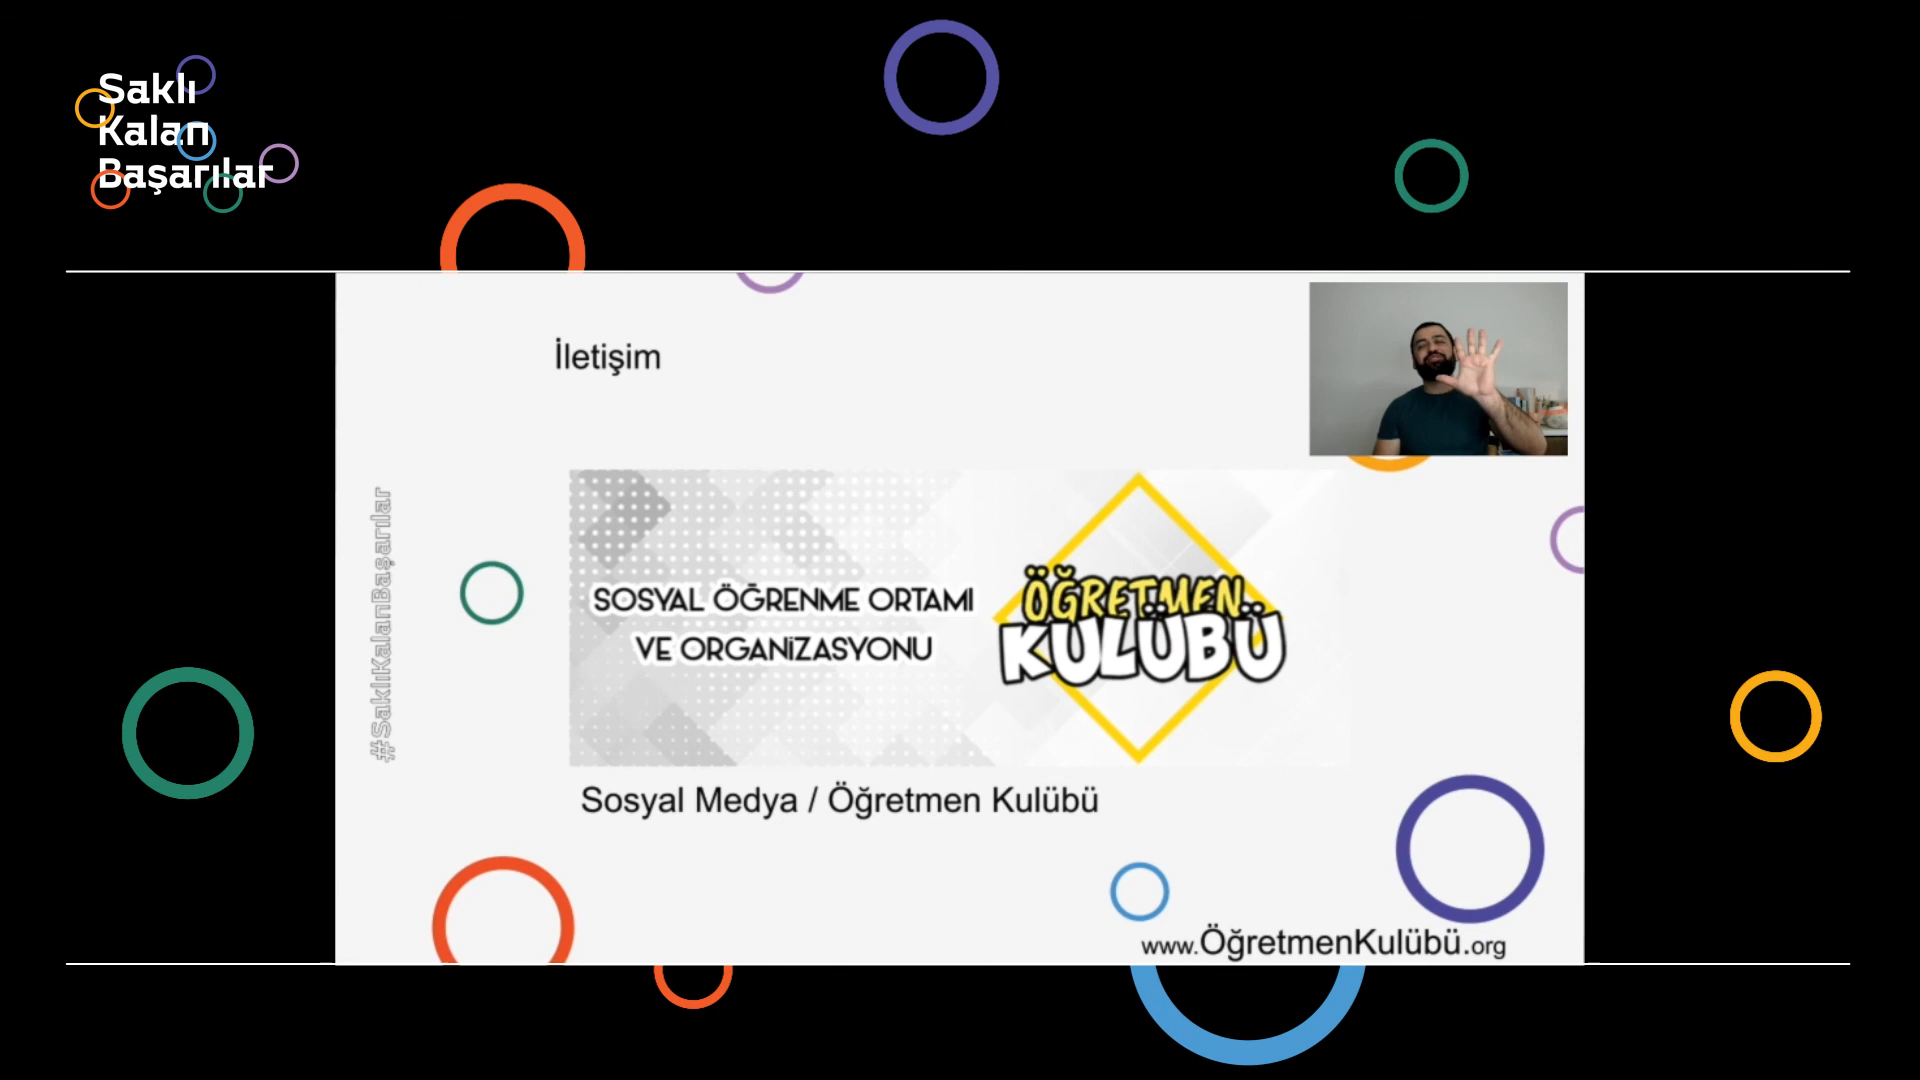 Saklı
Kalan
Başarılar
İletişim
#SaklıKalanBaşarılar
SOSYAL ÖĞRENME ORTAMI
VE ORGANİZASYONU
ÖĞRETMEN
KULÜBÜ
Sosyal Medya / Öğretmen Kulübü
www.ÖğretmenKulübü.org